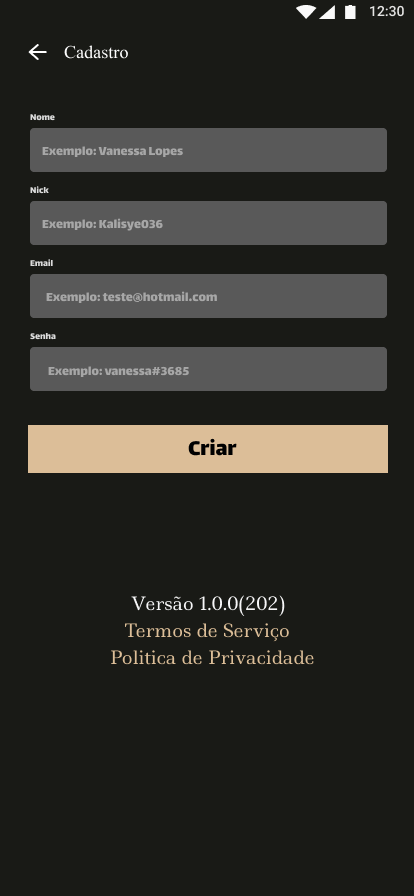 12:30
Cadastro
Nome
Exemplo: Vanessa Lopes
Nick
Exemplo: Kalisye036
Email
Exemplo: teste@hotmail.com
Senha
Exemplo: vanessa#3685
Criar
Versão 1.0.0(202)
Termos de Serviço
Politica de Privacidade